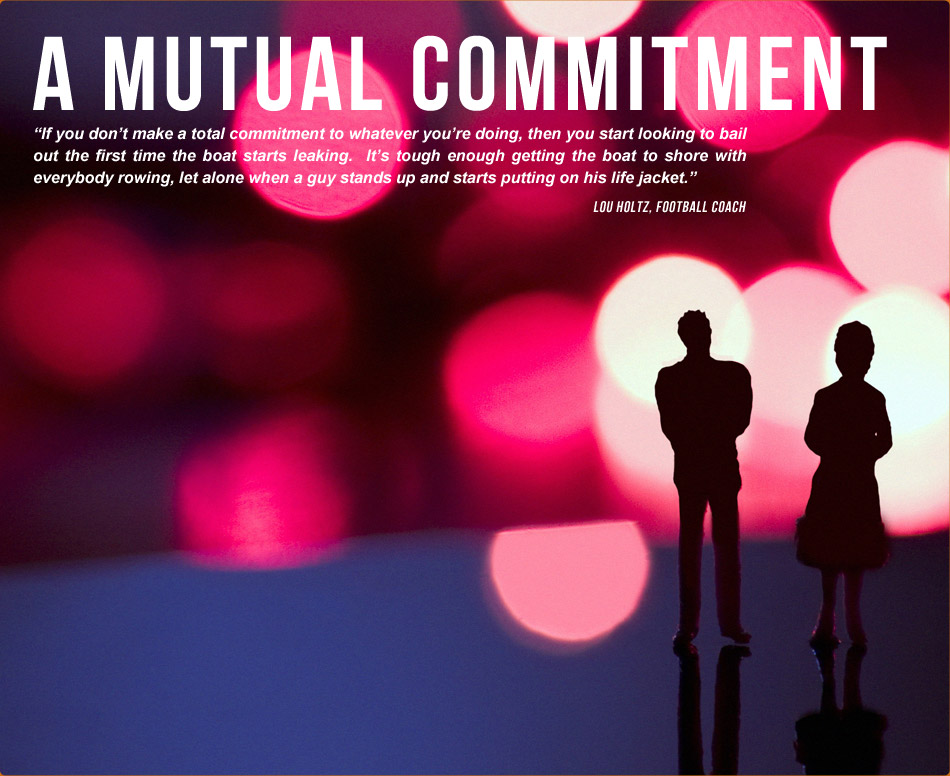 A MUTUAL COMMITMENT
“If you don’t make a total commitment to whatever you’re doing, then you start looking to bail
out the first time the boat starts leaking.  It’s tough enough getting the boat to shore with
everybody rowing, let alone when a guy stands up and starts putting on his life jacket.”
LOU HOLTZ, FOOTBALL COACH